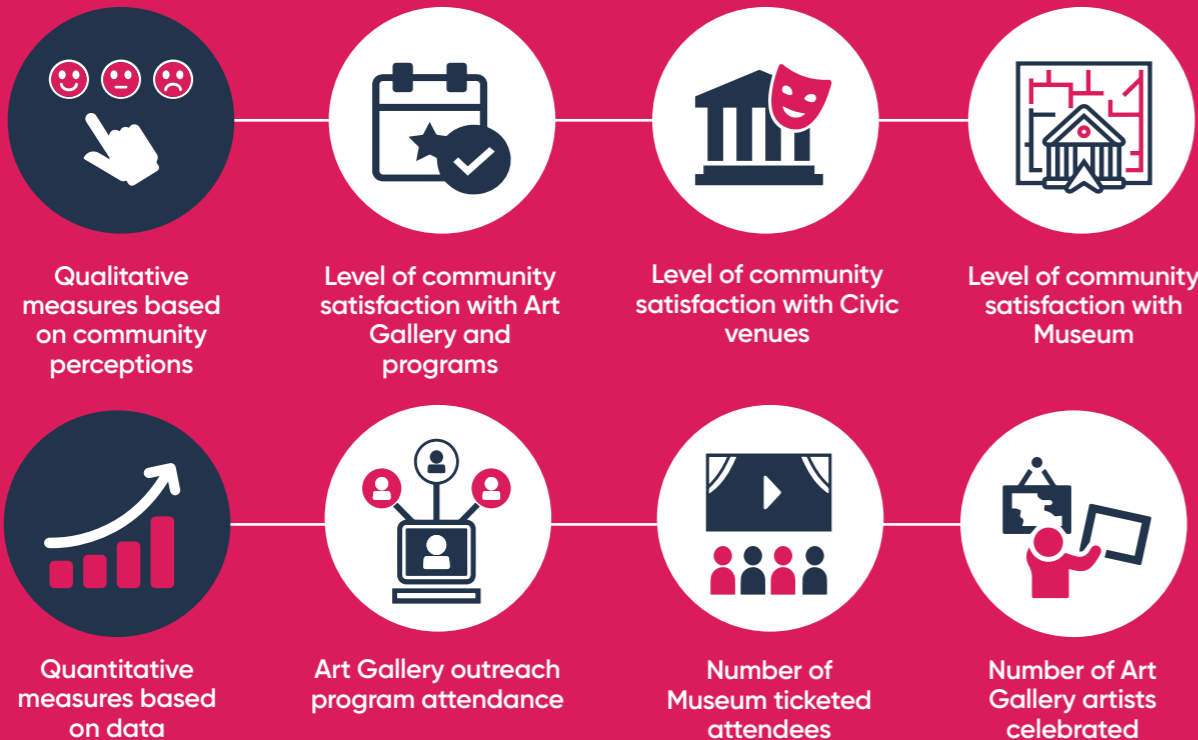 Qualitative
measures based
on community
perceptions
Level of community
satisfaction with Art
Gallery and
programs
Level of community
satisfaction with Civic
venues
Level of community
satisfaction with
Museum
Quantitative
measures based
on data
Art Gallery outreach
program attendance
Number of
Museum ticketed
attendees
Number of Art
Gallery artists
celebrated